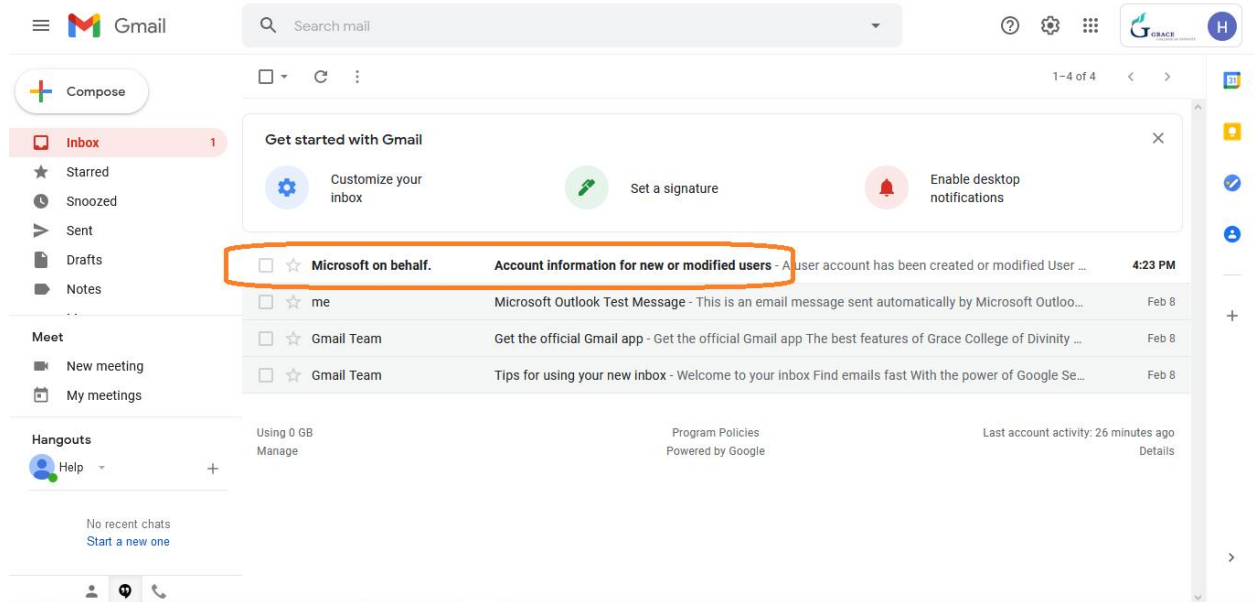 Gmail
Search mail
GRACE
H
Compose
1–4 of 4
31
Inbox 1
Starred
Snoozed
Sent
Drafts
Notes
Get started with Gmail
Customize your
inbox
Set a signature
Enable desktop
notifications
Microsoft on behalf. Account information for new or modified users - A user account has been created or modified User ... 4:23 PM
me Microsoft Outlook Test Message - This is an email message sent automatically by Microsoft Outloo... Feb 8
Gmail Team Get the official Gmail app - Get the official Gmail app The best features of Grace College of Divinity ... Feb 8
Gmail Team Tips for using your new inbox - Welcome to your inbox Find emails fast With the power of Google Se... Feb 8
Meet
New meeting
My meetings
Hangouts
Help
No recent chats
Start a new one
Using 0 GB
Manage
Program Policies
Powered by Google
Last account activity: 26 minutes ago
Details